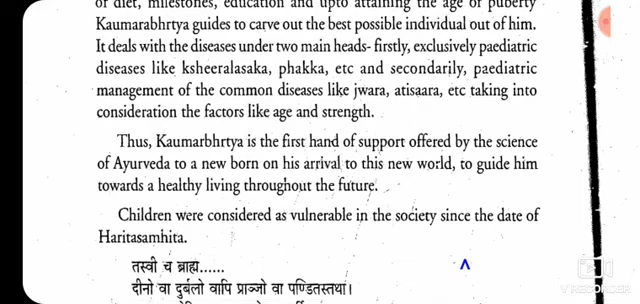 of diet, milestones, education and upto attaining the age of puberty
Kaumarabhrtya guides to carve out the best possible individual out of him.
It deals with the diseases under two main heads- firstly, exclusively paediatric
diseases like ksheeralasaka, phakka, etc and secondarily, paediatric
management of the common diseases like jwara, atisaara, etc taking into
consideration the factors like age and strength.
Thus, Kaumarbhrtya is the first hand of support offered by the science
of Ayurveda to a new born on his arrival to this new world, to guide him
towards a healthy living throughout the future.
Children were considered as vulnerable in the society since the date of
Haritasamhita.
तस्वी च ब्राह्म......
दीनो वा दुर्बलो वापि प्राञ्जो वा पण्डितस्तथां।
V RECORDER